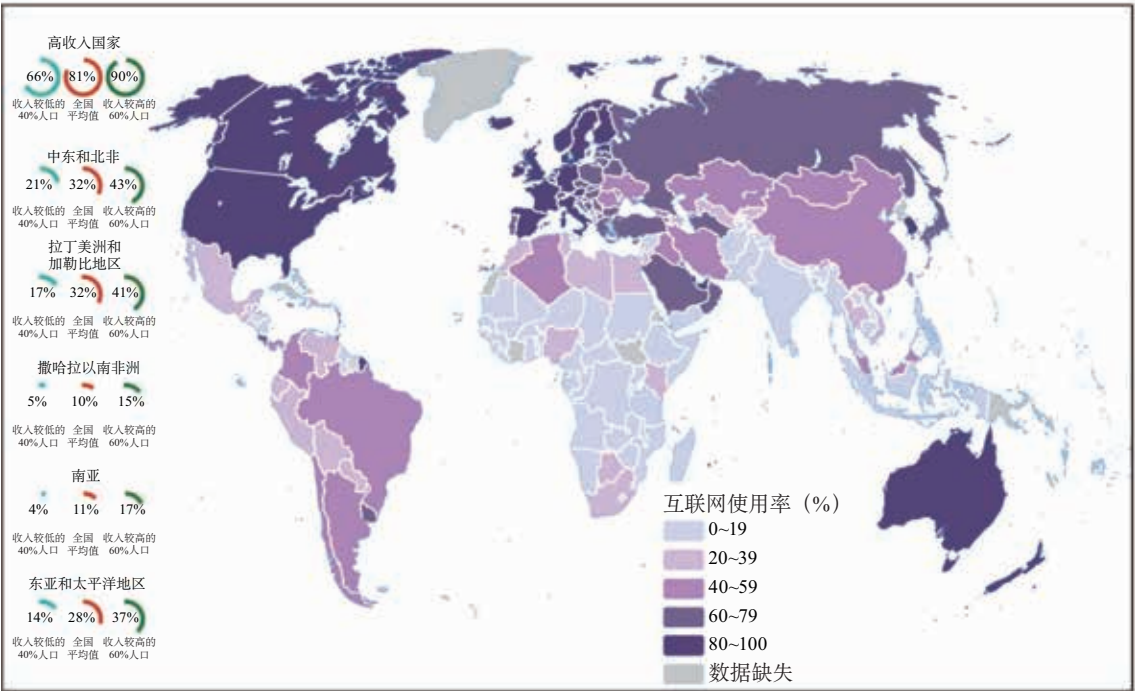 高收入国家
66% 81% 90%
收入较低的 全国 收入较高的
40%人口 平均值 60%人口
中东和北非
21% 32% 43%
收入较低的 全国 收入较高的
40%人口 平均值 60%人口
拉丁美洲和
加勒比地区
17% 32% 41%
收入较低的 全国 收入较高的
40%人口 平均值 60%人口
撒哈拉以南非洲
5% 10% 15%
收入较低的 全国 收入较高的
40%人口 平均值 60%人口
南亚
4% 11% 17%
收入较低的 全国 收入较高的
40%人口 平均值 60%人口
东亚和太平洋地区
14% 28% 37%
收入较低的 全国 收入较高的
40%人口 平均值 60%人口
互联网使用率（%）
0~19
20~39
40~59
60~79
80~100
数据缺失